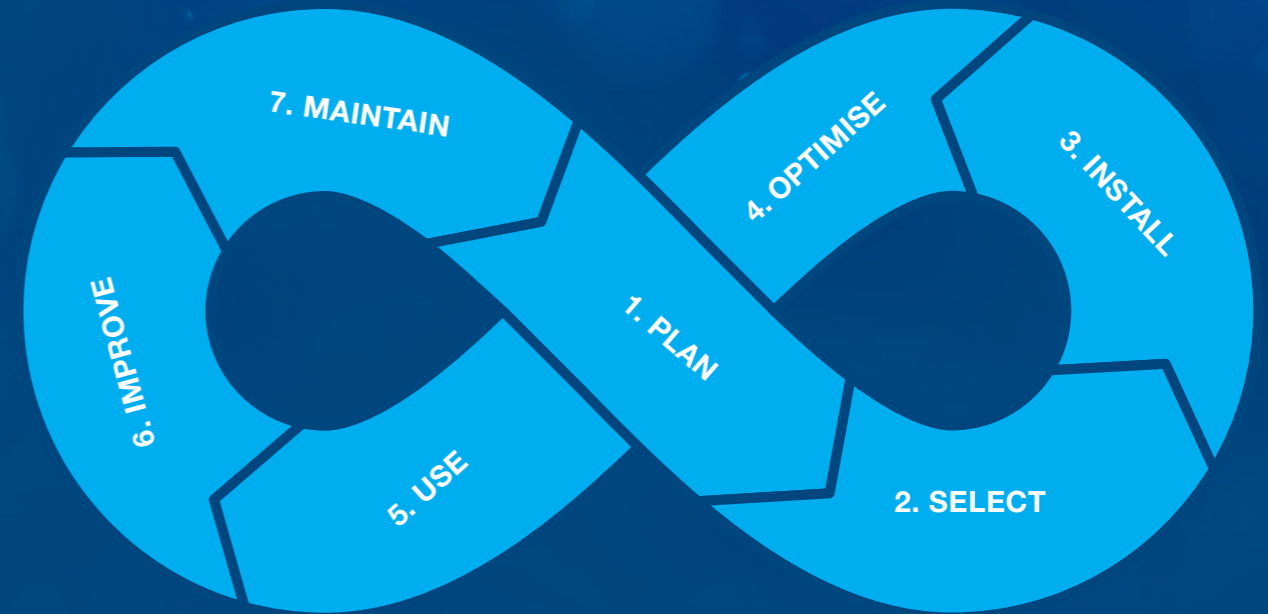 1. PLAN
2. SELECT
3. INSTALL
4. OPTIMISE
5. USE
6. IMPROVE
7. MAINTAIN